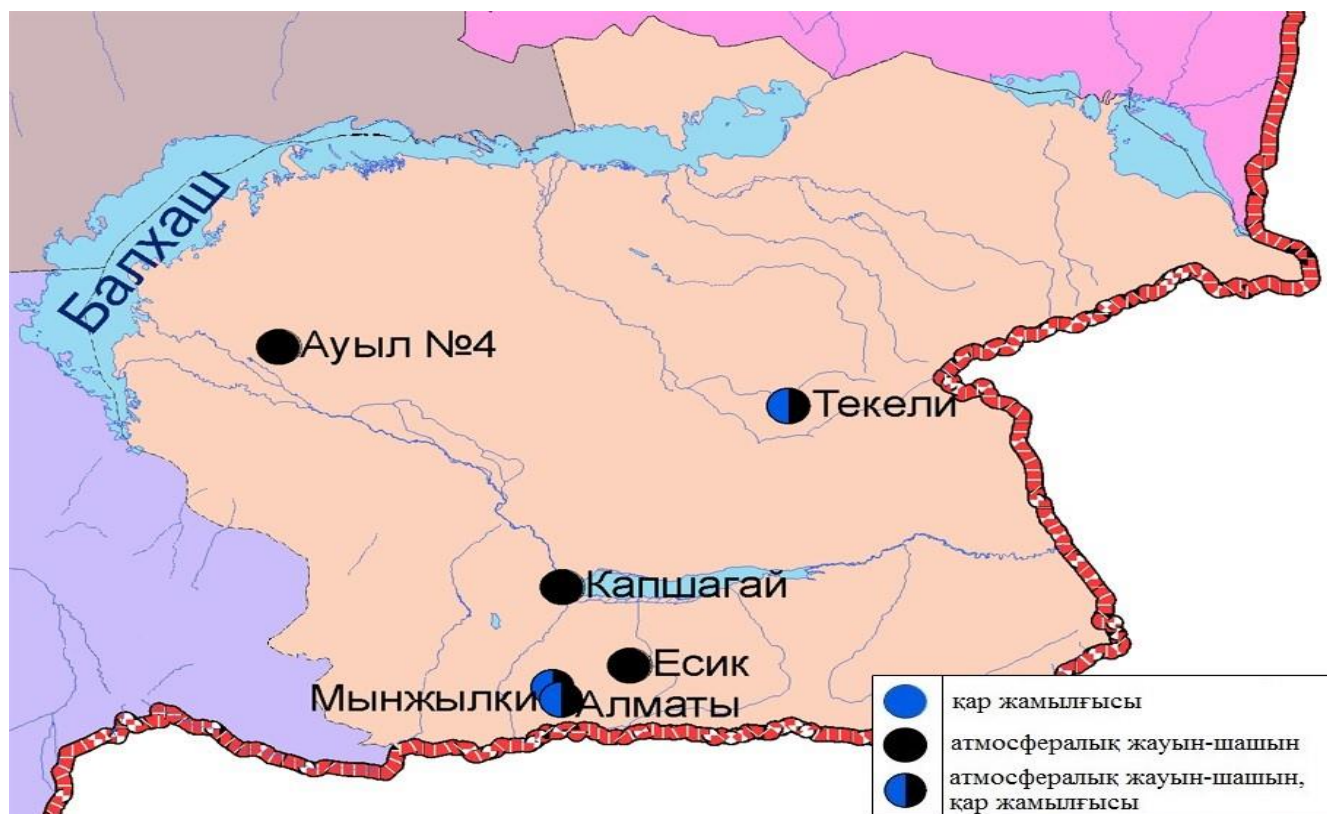 Балхаш
Ауыл №4
Текели
Капшагай
Есик
Мынжылки
Алматы
қар жамылғысы
атмосфералық жауын-шашын
атмосфералық жауын-шашын,
қар жамылғысы